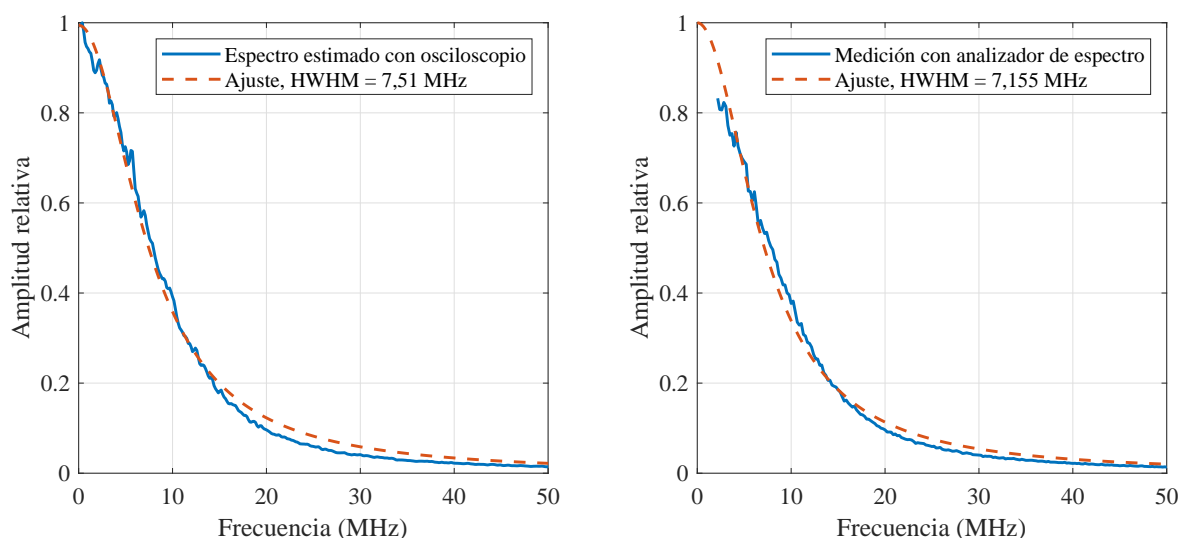 Espectro estimado con osciloscopio
Ajuste, HWHM = 7,51 MHz
1
0.8
0.6
0.4
0.2
0
Amplitud relativa
0 10 20 30 40 50
Frecuencia (MHz)
Medición con analizador de espectro
Ajuste, HWHM = 7,155 MHz
1
0.8
0.6
0.4
0.2
0
Amplitud relativa
0 10 20 30 40 50
Frecuencia (MHz)